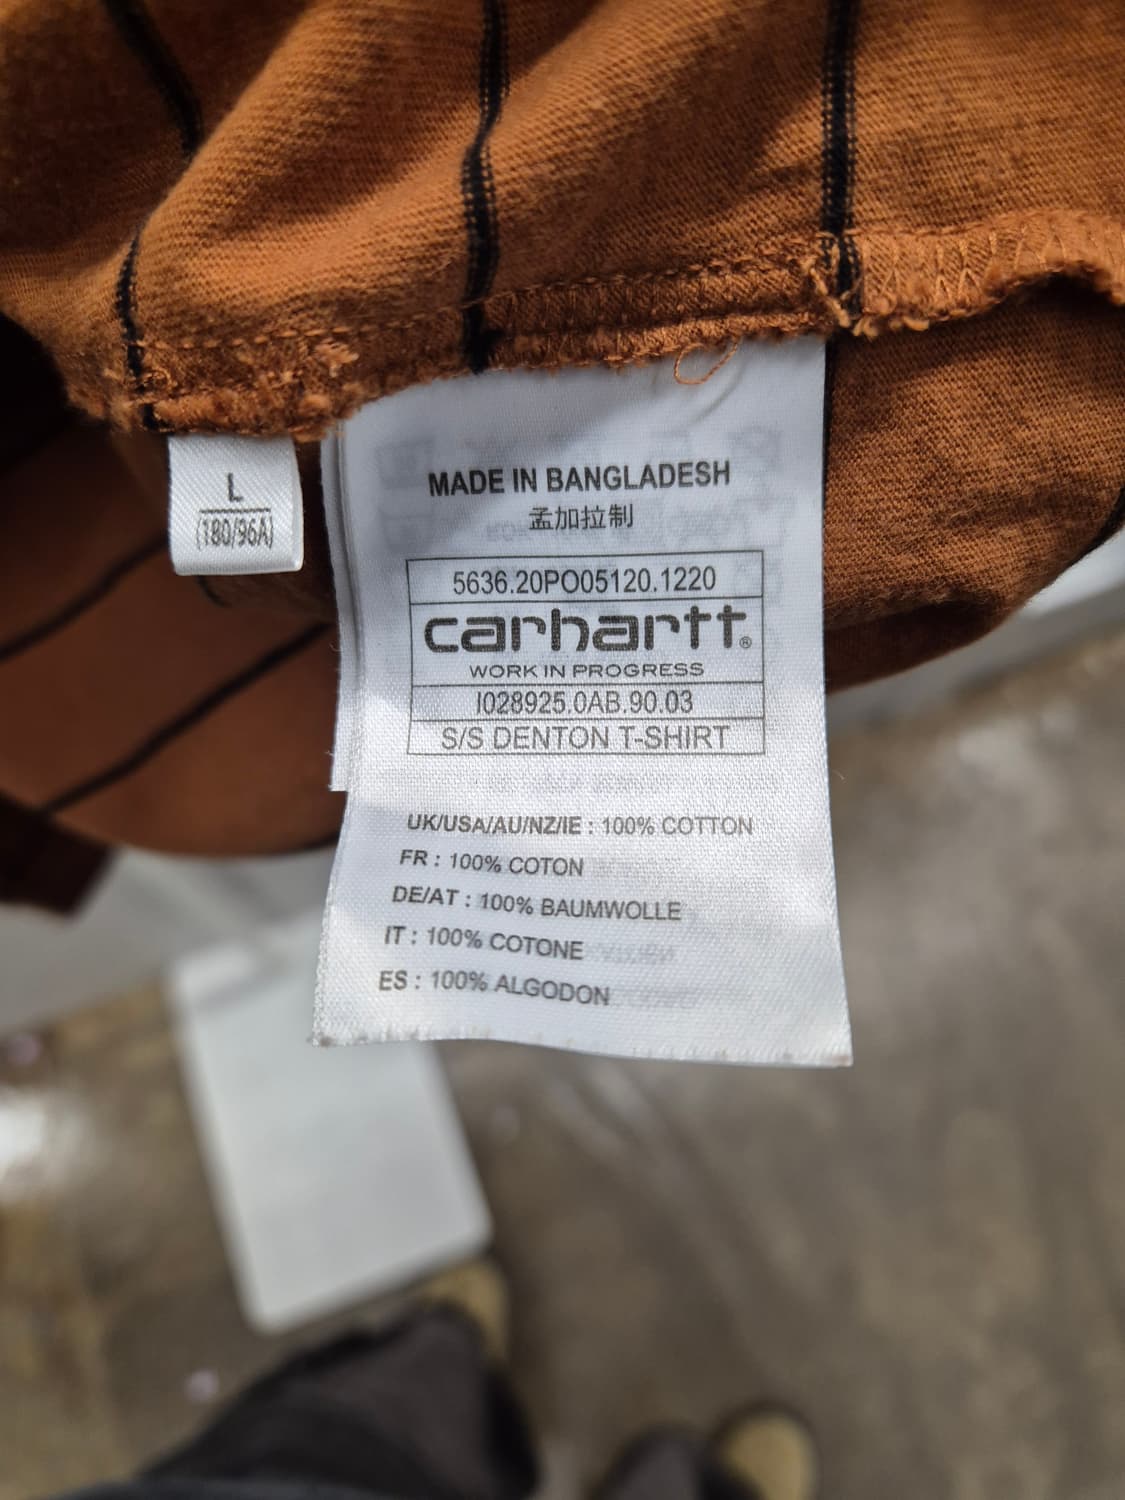 L
(180/96A)
MADE IN BANGLADESH
孟加拉制
5636.20PO05120.1220
carhartt®
WORK IN PROGRESS
I028925.0AB.90.03
S/S DENTON T-SHIRT
UK/USA/AU/NZ/IE : 100% COTTON
FR : 100% COTON
DE/AT : 100% BAUMWOLLE
IT : 100% COTONE
ES : 100% ALGODON